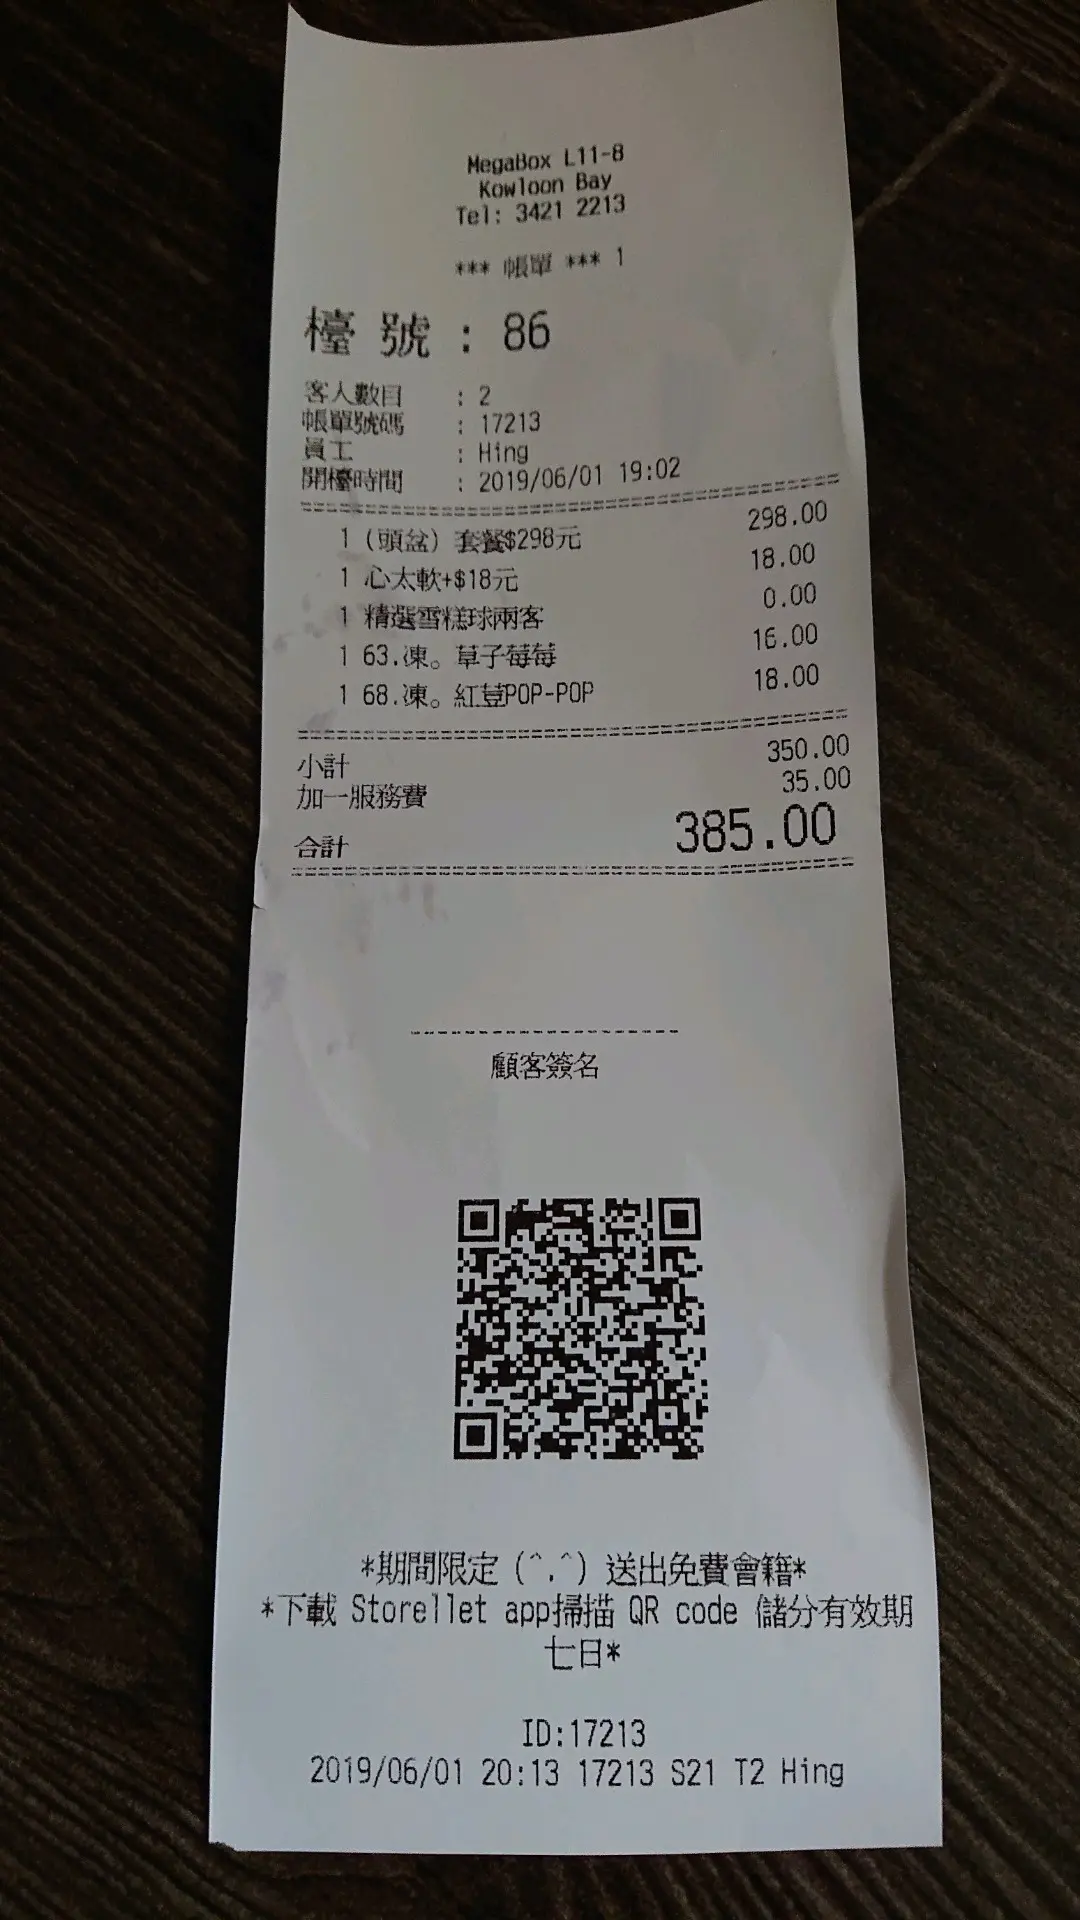 MegaBox L11-8
Kowloon Bay
Tel: 3421 2213
*** 帳單 *** 1
檯 號 : 86
客人數目 : 2
帳單號碼 : 17213
員工 : Hing
開檯時間 : 2019/06/01 19:02
1 (頭盆) 套餐$298元 298.00
1 心太軟+$18元 18.00
1 精選雪糕球兩客 0.00
1 63.凍。草子莓莓 16.00
1 68.凍。紅荳POP-POP 18.00
小計 350.00
加一服務費 35.00
合計 385.00
顧客簽名
*期間限定 (^.^) 送出免費會籍*
*下載 Storellet app掃描 QR code 儲分有效期
七日*
ID:17213
2019/06/01 20:13 17213 S21 T2 Hing